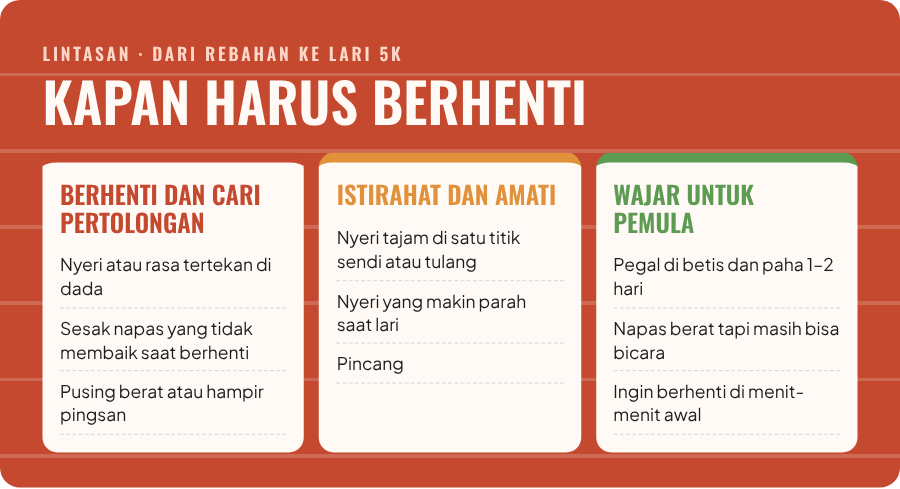 LINTASAN · DARI REBAHAN KE LARI 5K
KAPAN HARUS BERHENTI
BERHENTI DAN CARI
PERTOLONGAN
Nyeri atau rasa tertekan di
dada
Sesak napas yang tidak
membaik saat berhenti
Pusing berat atau hampir
pingsan
ISTIRAHAT DAN AMATI
Nyeri tajam di satu titik
sendi atau tulang
Nyeri yang makin parah
saat lari
Pincang
WAJAR UNTUK
PEMULA
Pegal di betis dan paha 1–2
hari
Napas berat tapi masih bisa
bicara
Ingin berhenti di menit-
menit awal